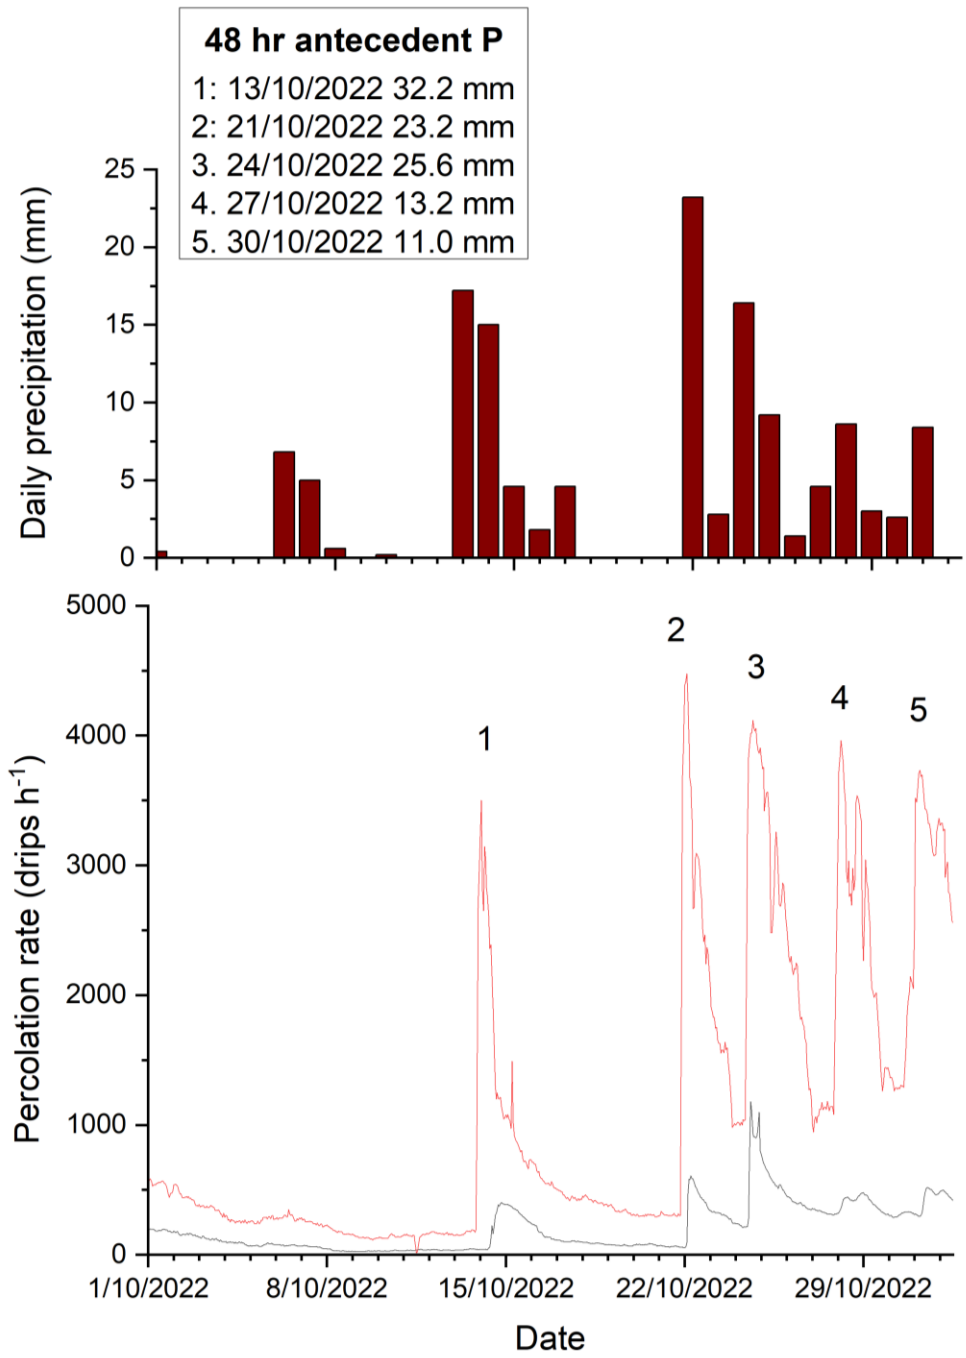 48 hr antecedent P
1: 13/10/2022 32.2 mm
2: 21/10/2022 23.2 mm
3. 24/10/2022 25.6 mm
4. 27/10/2022 13.2 mm
5. 30/10/2022 11.0 mm
Daily precipitation (mm)
25
20
15
10
5
0
Percolation rate (drips h⁻¹)
5000
4000
3000
2000
1000
0
1
2
3
4
5
1/10/2022
8/10/2022
15/10/2022
22/10/2022
29/10/2022
Date